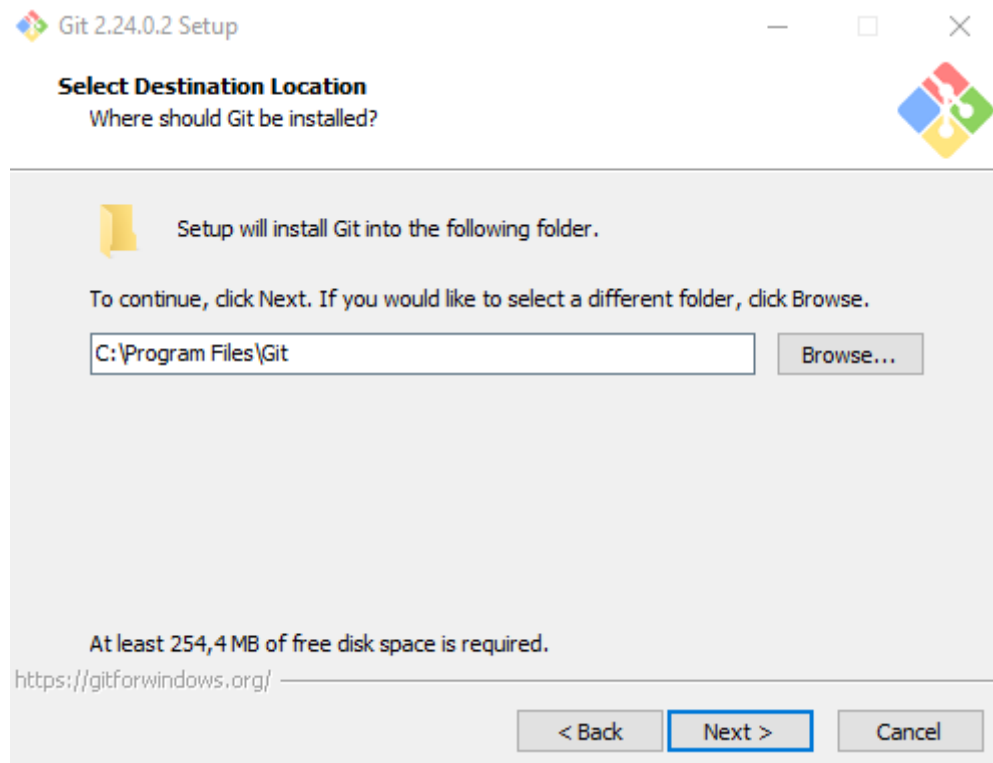 Git 2.24.0.2 Setup
Select Destination Location
Where should Git be installed?
Setup will install Git into the following folder.
To continue, click Next. If you would like to select a different folder, click Browse.
C:\Program Files\Git
Browse...
At least 254,4 MB of free disk space is required.
https://gitforwindows.org/
< Back
Next >
Cancel